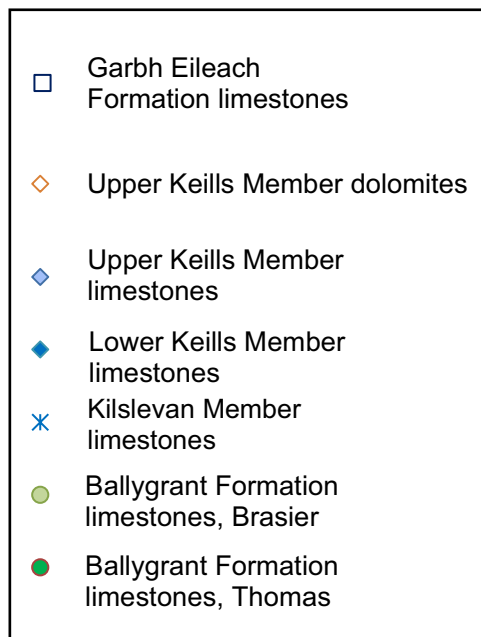 Garbh Eileach
Formation limestones
Upper Keills Member dolomites
Upper Keills Member
limestones
Lower Keills Member
limestones
Kilslevan Member
limestones
Ballygrant Formation
limestones, Brasier
Ballygrant Formation
limestones, Thomas